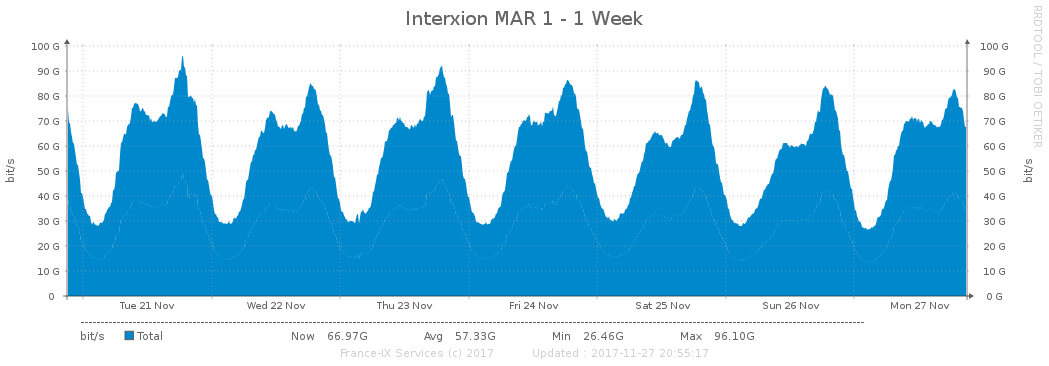 Interxion MAR 1 - 1 Week
RRDTOOL / TOBI OETIKER
bit/s
bit/s
100 G 100 G
90 G 90 G
80 G 80 G
70 G 70 G
60 G 60 G
50 G 50 G
40 G 40 G
30 G 30 G
20 G 20 G
10 G 10 G
0 0 G
Tue 21 Nov Wed 22 Nov Thu 23 Nov Fri 24 Nov Sat 25 Nov Sun 26 Nov Mon 27 Nov
bit/s Total Now 66.97G Avg 57.33G Min 26.46G Max 96.10G
France-IX Services (c) 2017 Updated : 2017-11-27 20:55:17